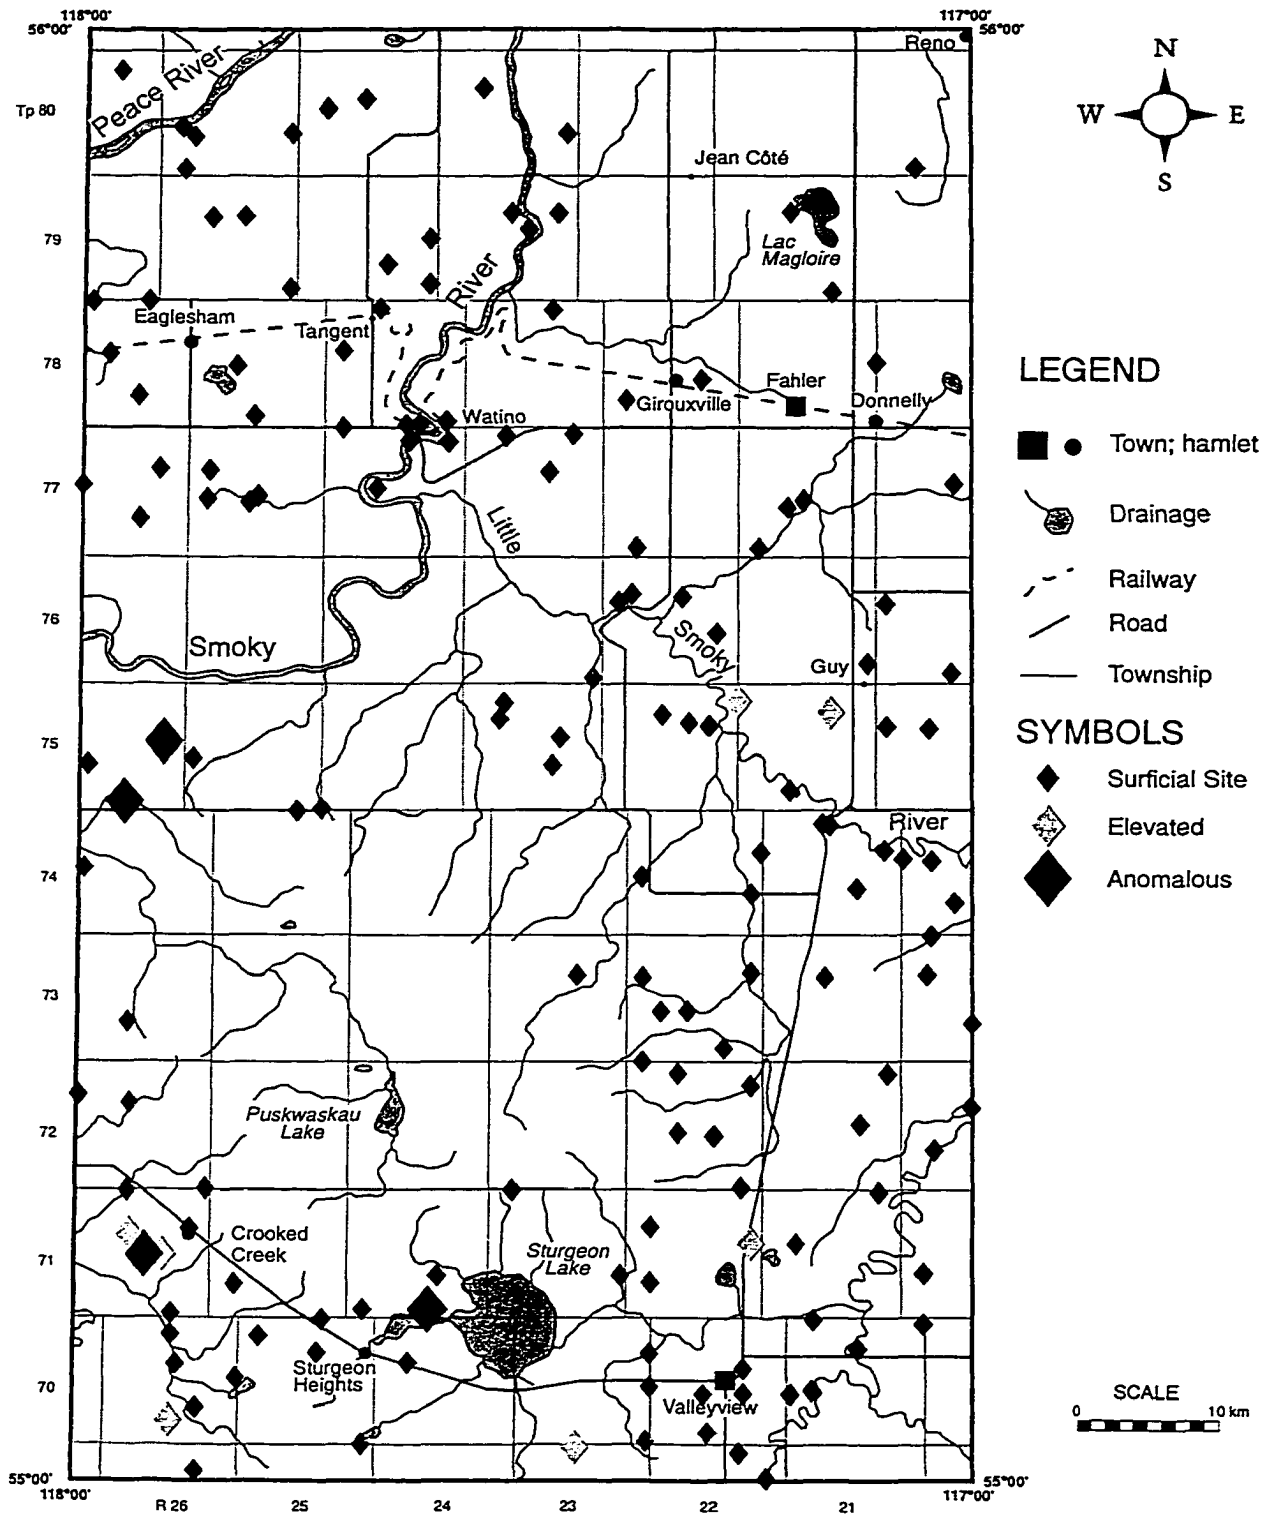 118°00'
117°00'
56°00'
56°00'
Reno
N
W E
S
Peace River
Tp 80
Jean Côté
79
Lac
Magloire
River
Eaglesham
Tangent
78
Fahler
Girouxville
Donnelly
Watino
77
Little
76
Smoky
Smoky
Guy
75
River
74
73
72
Puskwaskau
Lake
71
Crooked
Creek
Sturgeon
Lake
Sturgeon
Heights
70
Valleyview
55°00'
55°00'
118°00'
117°00'
R 26
25
24
23
22
21
LEGEND
Town; hamlet
Drainage
Railway
Road
Township
SYMBOLS
Surficial Site
Elevated
Anomalous
SCALE
0 10 km